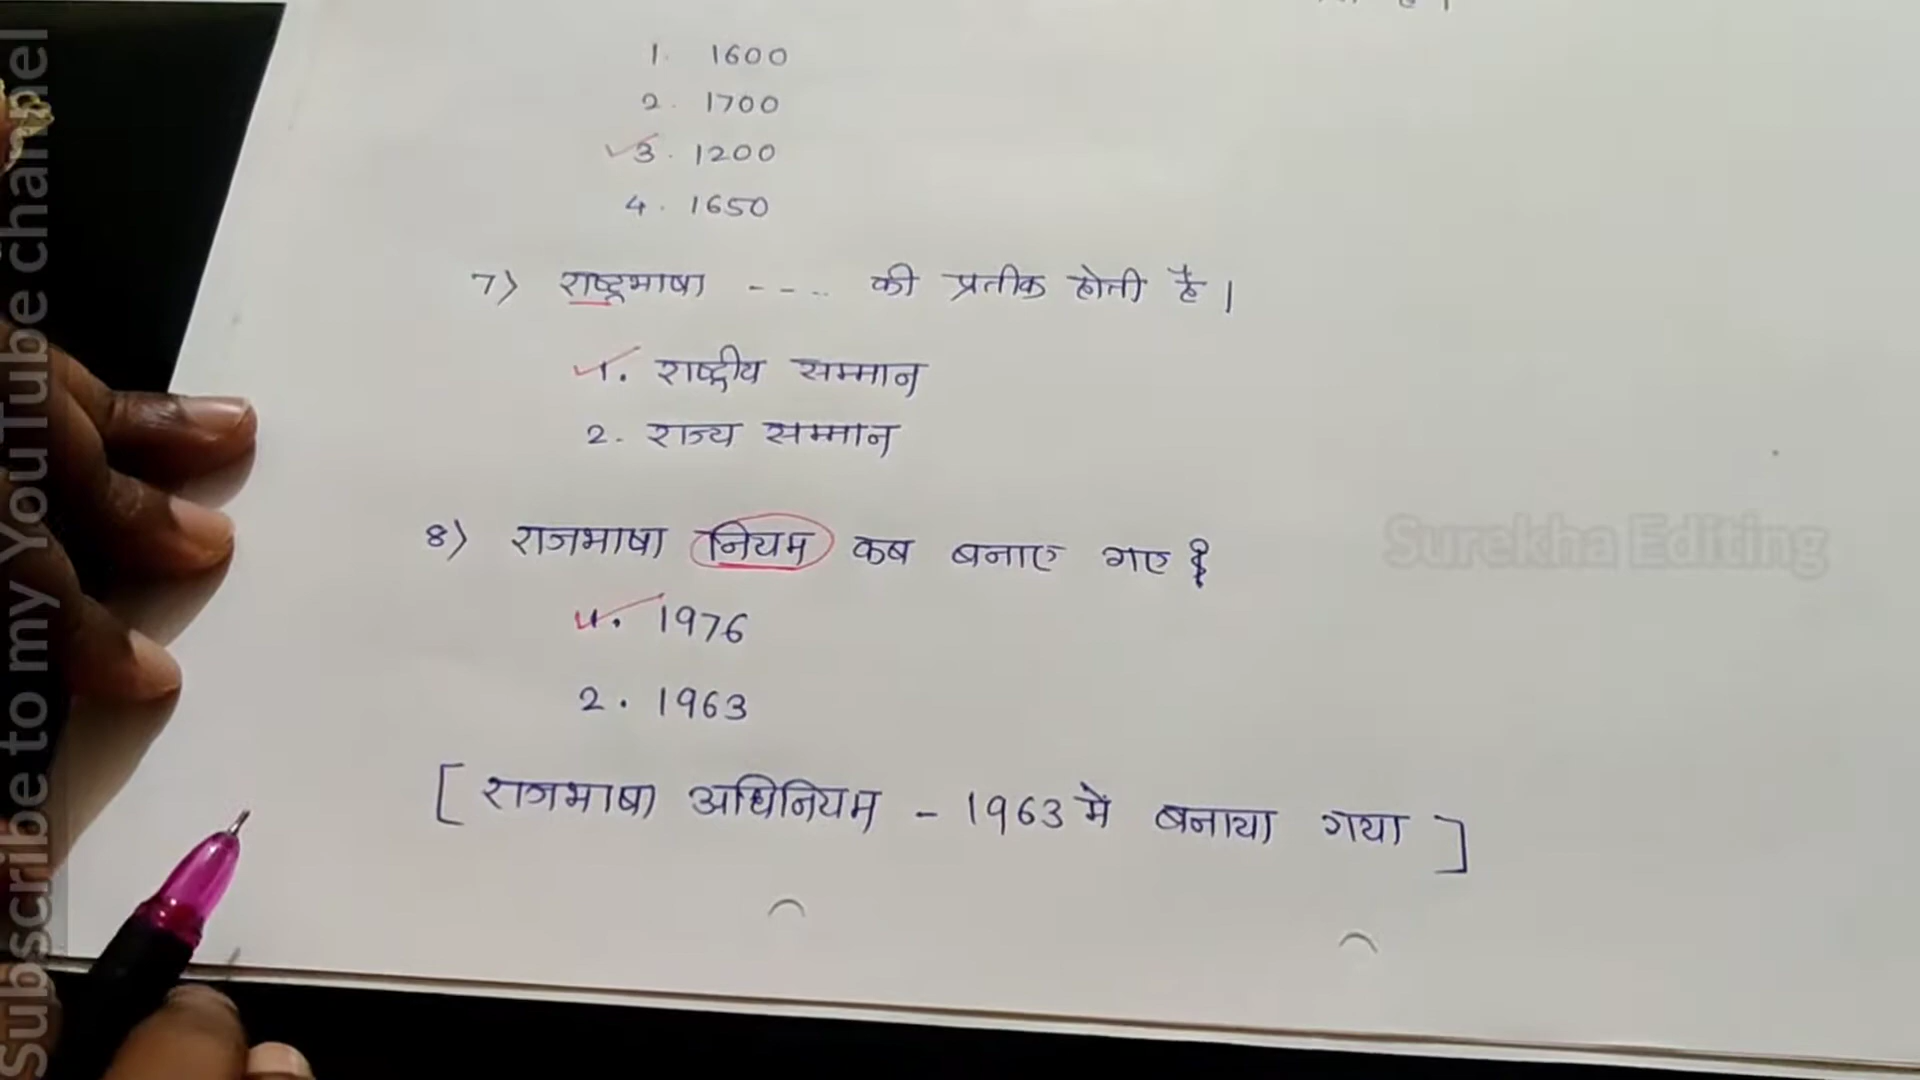 1. 1600
2. 1700
3. 1200
4. 1650
7) राष्ट्रभाषा ---- की प्रतीक होती है।
1. राष्ट्रीय सम्मान
2. राज्य सम्मान
8) राजभाषा नियम कब बनाए गए
1. 1976
2. 1963
[ राजभाषा अधिनियम - 1963 में बनाया गया ]
Surekha Editing
Subscribe to my YouTube channel